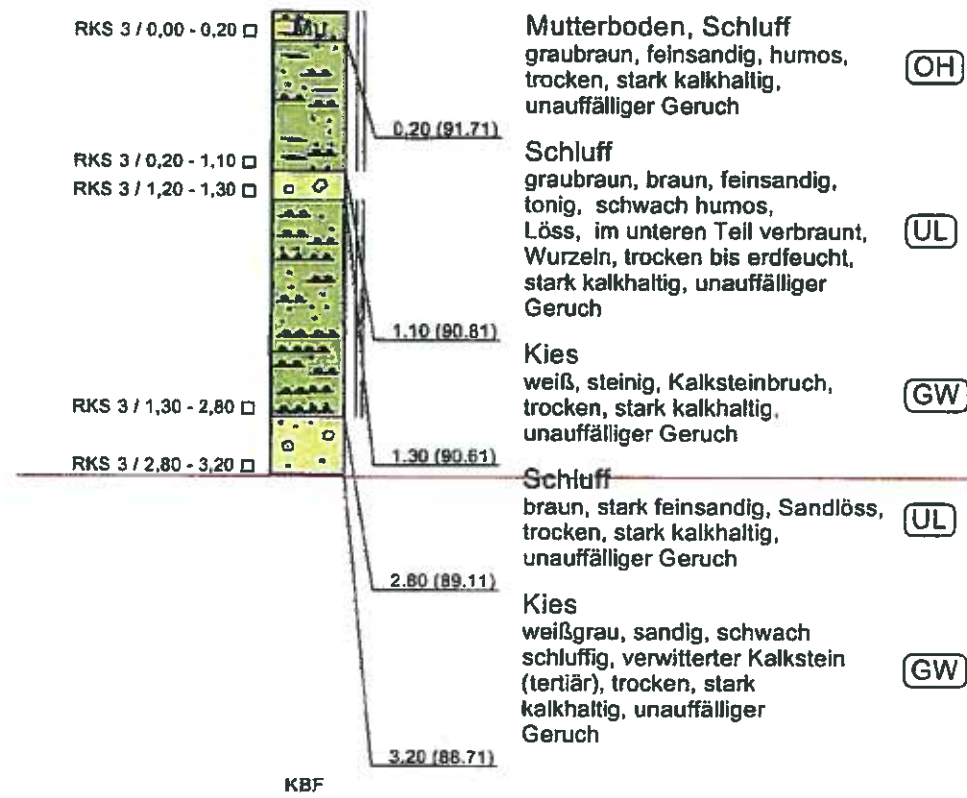 RKS 3 / 0,00 - 0,20
Mu
RKS 3 / 0,20 - 1,10
RKS 3 / 1,20 - 1,30
RKS 3 / 1,30 - 2,80
RKS 3 / 2,80 - 3,20
KBF
0,20 (91.71)
1.10 (90.81)
1.30 (90.61)
2.80 (89.11)
3,20 (88.71)
Mutterboden, Schluff
graubraun, feinsandig, humos,
trocken, stark kalkhaltig,
unauffälliger Geruch
OH
Schluff
graubraun, braun, feinsandig,
tonig, schwach humos,
Löss, im unteren Teil verbraunt,
Wurzeln, trocken bis erdfeucht,
stark kalkhaltig, unauffälliger
Geruch
UL
Kies
weiß, steinig, Kalksteinbruch,
trocken, stark kalkhaltig,
unauffälliger Geruch
GW
Schluff
braun, stark feinsandig, Sandlöss,
trocken, stark kalkhaltig,
unauffälliger Geruch
UL
Kies
weißgrau, sandig, schwach
schluffig, verwitterter Kalkstein
(tertiär), trocken, stark
kalkhaltig, unauffälliger
Geruch
GW